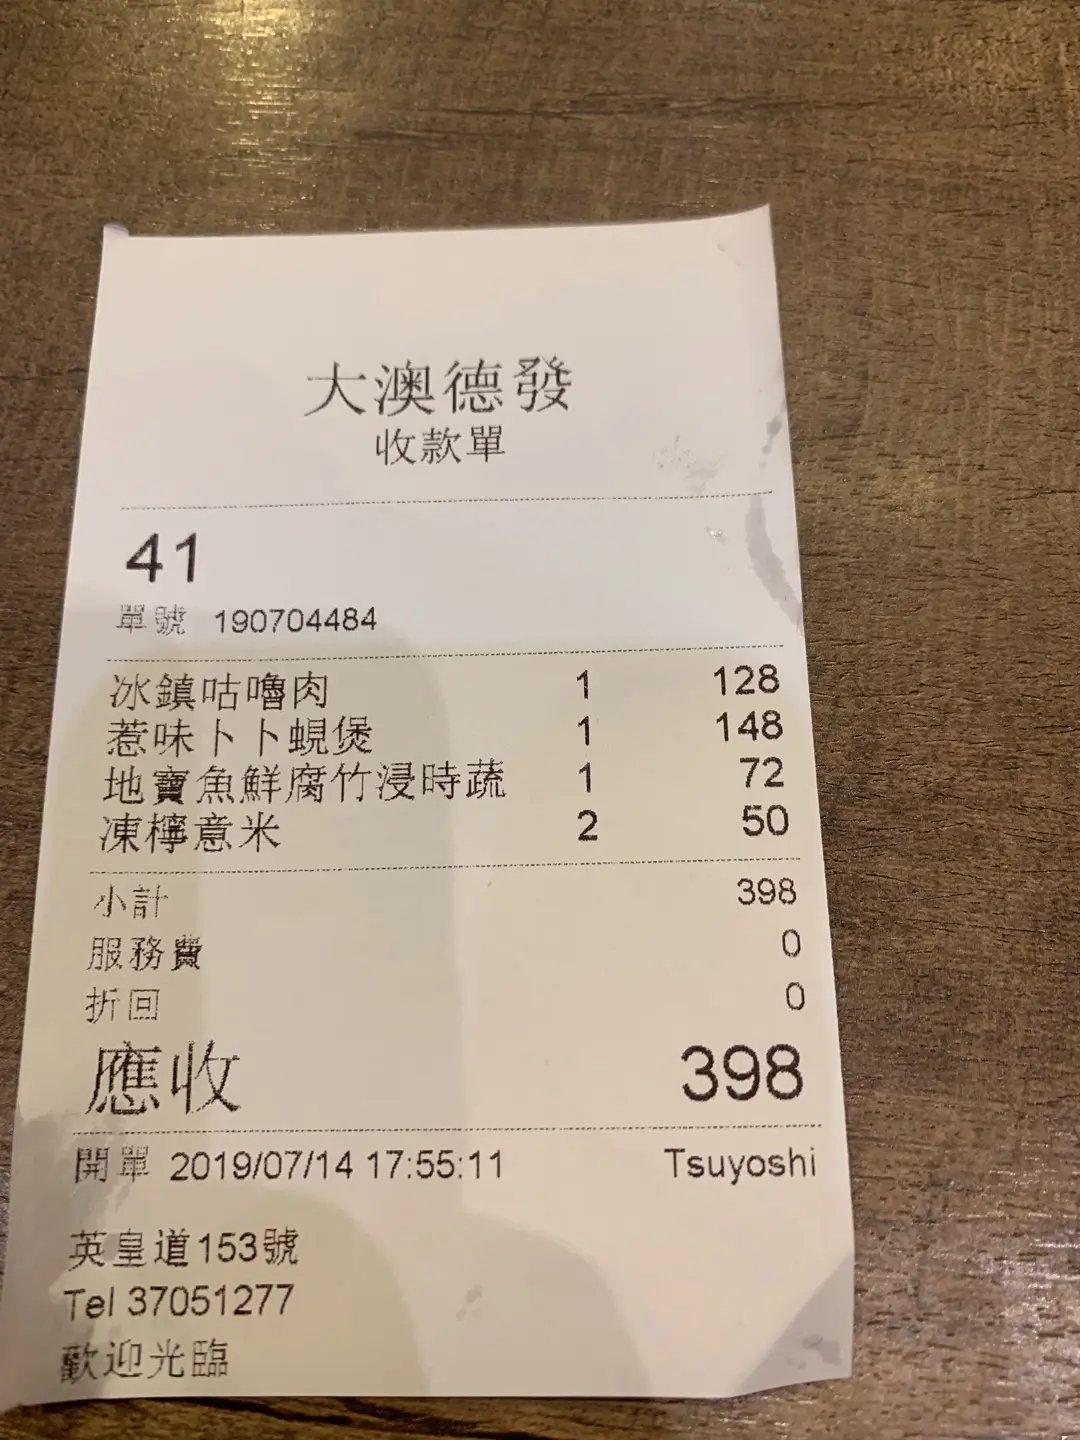 大澳德發
收款單
41
單號 190704484
冰鎮咕嚕肉 1 128
惹味卜卜蜆煲 1 148
地寶魚鮮腐竹浸時蔬 1 72
凍檸意米 2 50
小計 398
服務費 0
折回 0
應收 398
開單 2019/07/14 17:55:11 Tsuyoshi
英皇道153號
Tel 37051277
歡迎光臨